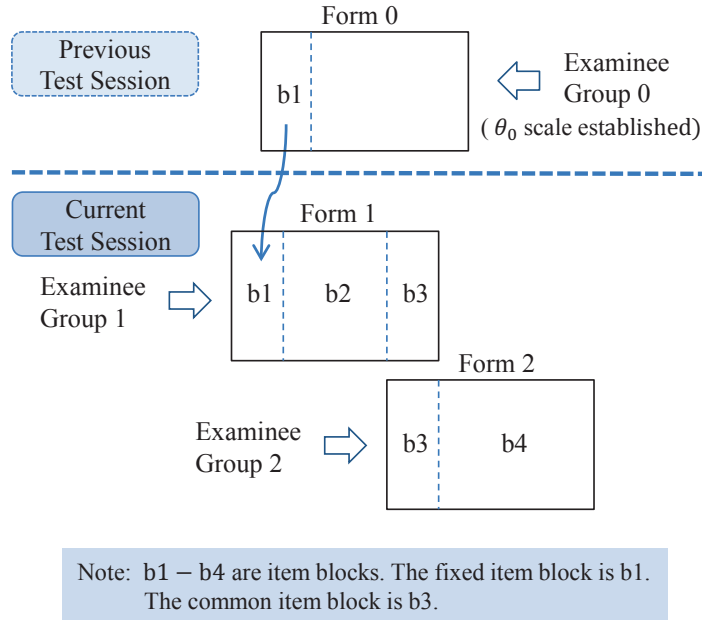 Form 0
Previous
Test Session
b1
Examinee
Group 0
( θ₀ scale established)
Current
Test Session
Form 1
Examinee
Group 1
b1 b2 b3
Form 2
Examinee
Group 2
b3 b4
Note: b1 − b4 are item blocks. The fixed item block is b1.
The common item block is b3.